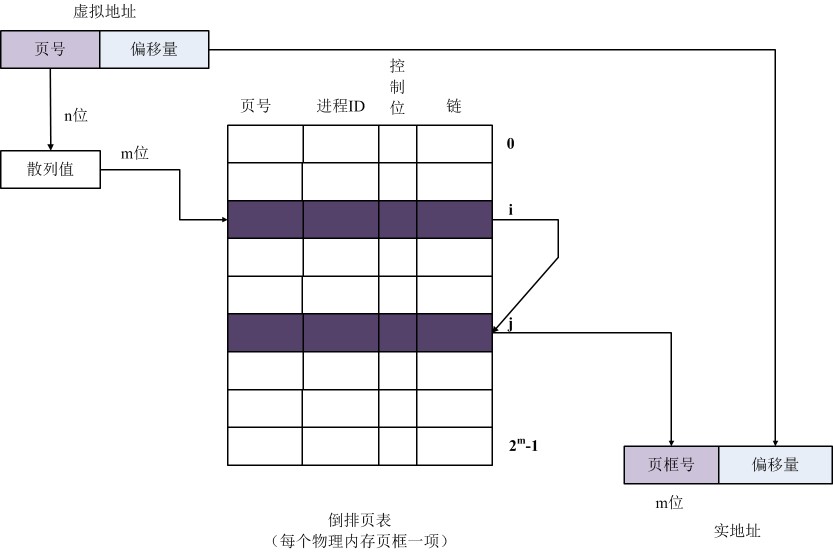 虚拟地址
页号 偏移量
n位
散列值
m位
页号 进程ID 控制位 链
0
i
j
2ᵐ-1
页框号 偏移量
m位
实地址
倒排页表
（每个物理内存页框一项）